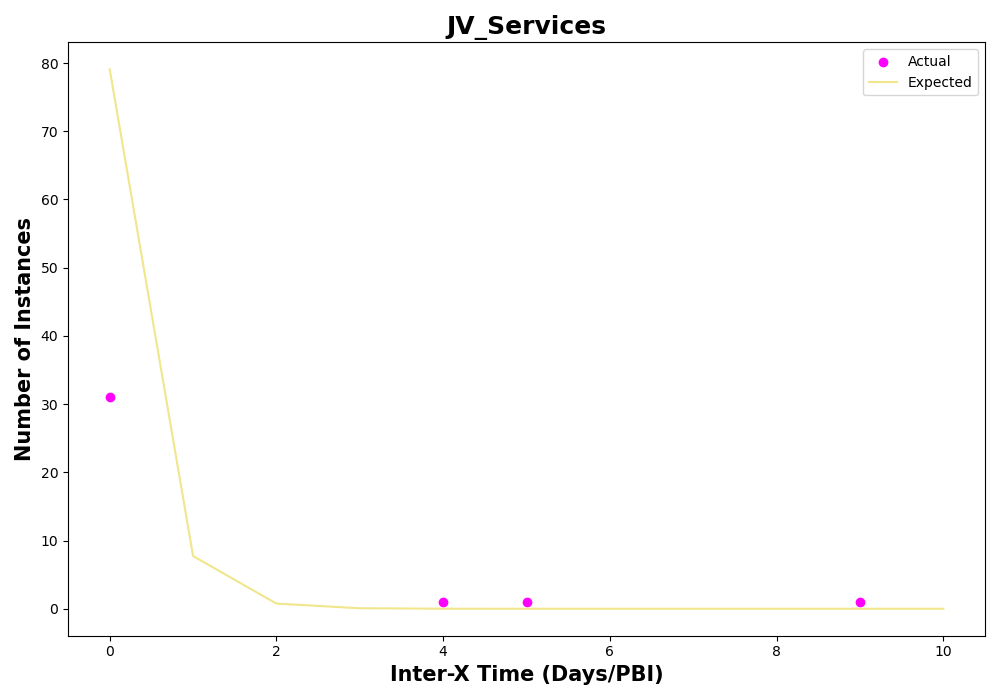 JV_Services
Actual
Expected
80
70
60
50
40
30
20
10
0
Number of Instances
0 2 4 6 8 10
Inter-X Time (Days/PBI)